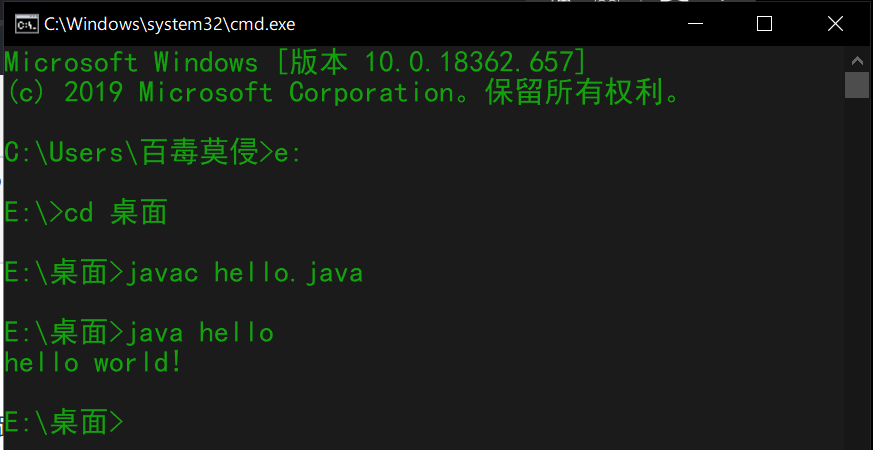 C:\Windows\system32\cmd.exe
Microsoft Windows [版本 10.0.18362.657]
(c) 2019 Microsoft Corporation。保留所有权利。
C:\Users\百毒莫侵>e:
E:\>cd 桌面
E:\桌面>javac hello.java
E:\桌面>java hello
hello world!
E:\桌面>